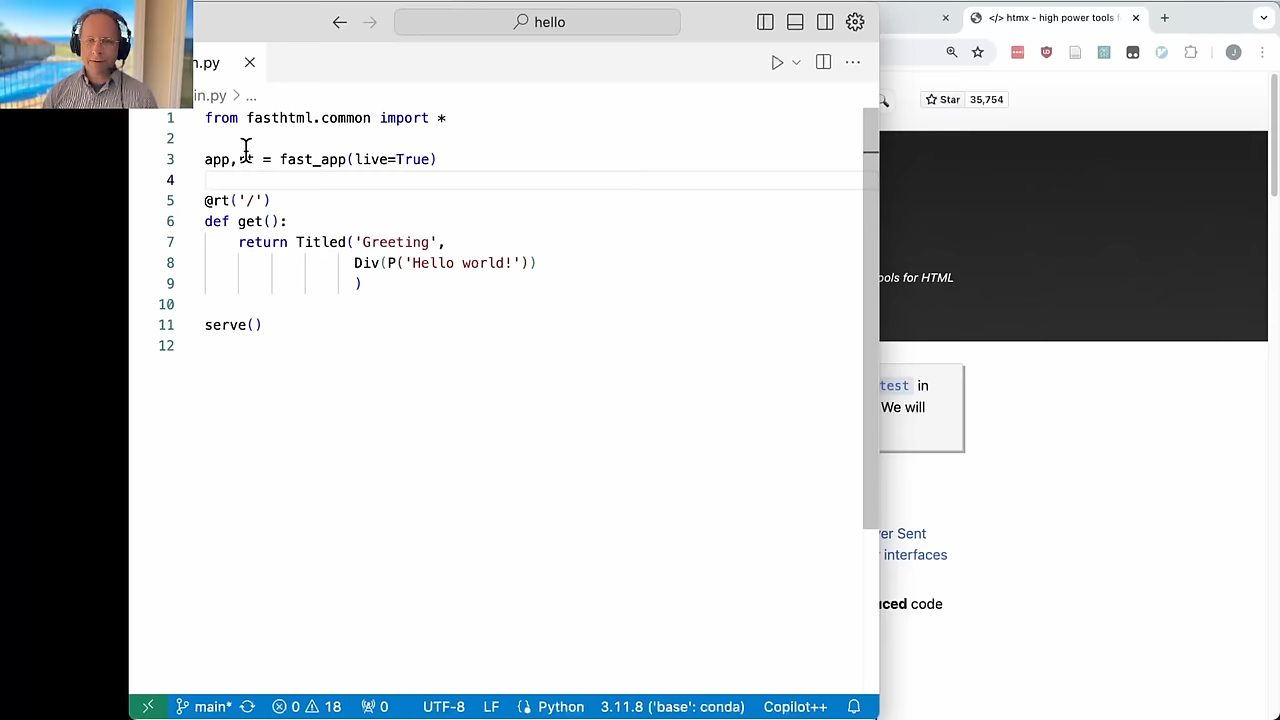 hello
</> htmx - high power tools f
n.py
J
in.py > ...
Star 35,754
1 from fasthtml.common import *
2
3 app, = fast_app(live=True)
4
5 @rt('/')
6 def get():
7 return Titled('Greeting',
8 Div(P('Hello world!'))
9 )
10
11 serve()
12
ools for HTML
test in
We will
ver Sent
interfaces
uced code
main* 0 18 0 UTF-8 LF Python 3.11.8 ('base': conda) Copilot++